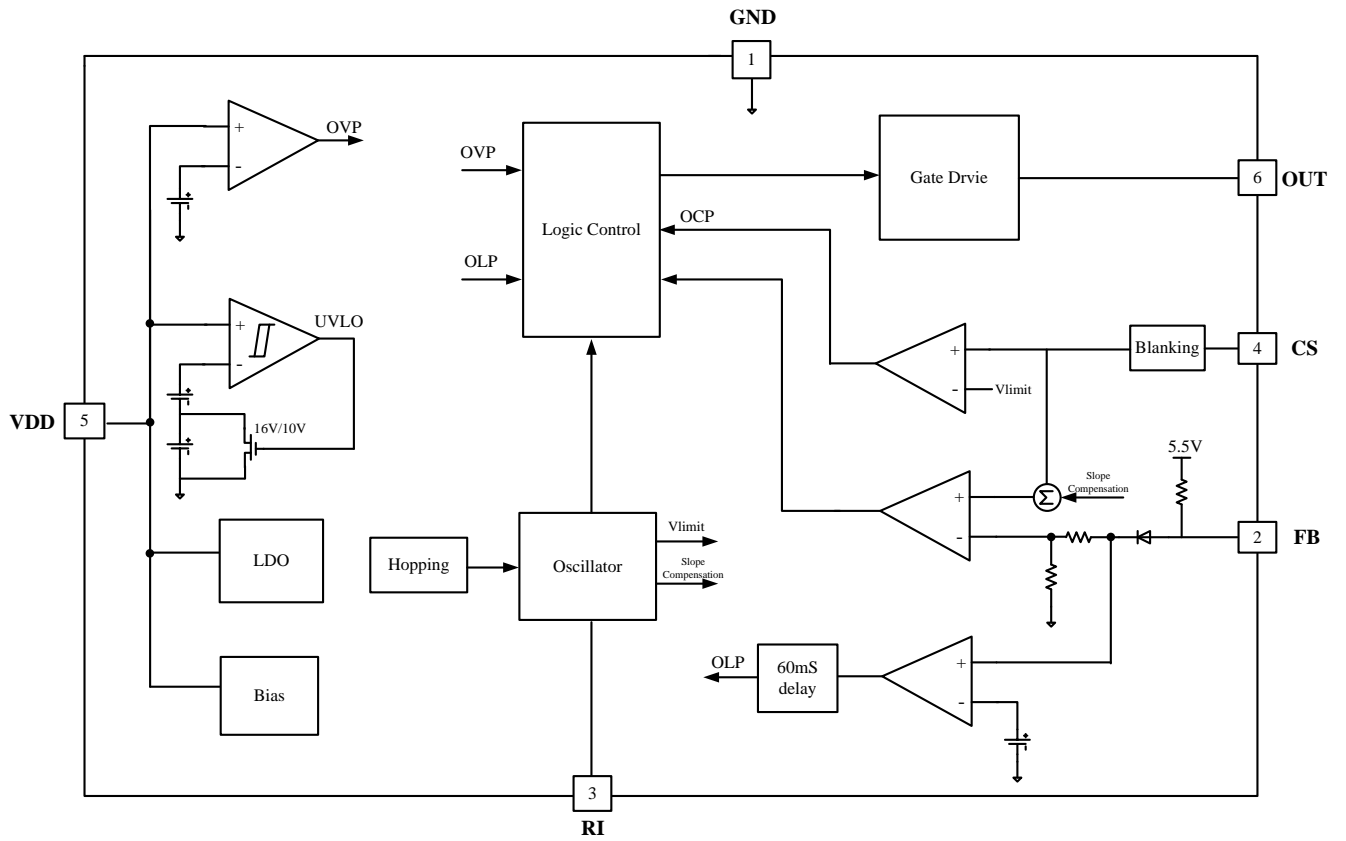 GND
1
+
-
OVP
OVP
OLP
Logic Control
OCP
Gate Drvie
6
OUT
+
-
UVLO
16V/10V
VDD
5
+
-
Vlimit
Blanking
4
CS
5.5V
+
-
Σ
Slope
Compensation
2
FB
LDO
Hopping
Oscillator
Vlimit
Slope
Compensation
Bias
OLP
60mS
delay
+
-
3
RI